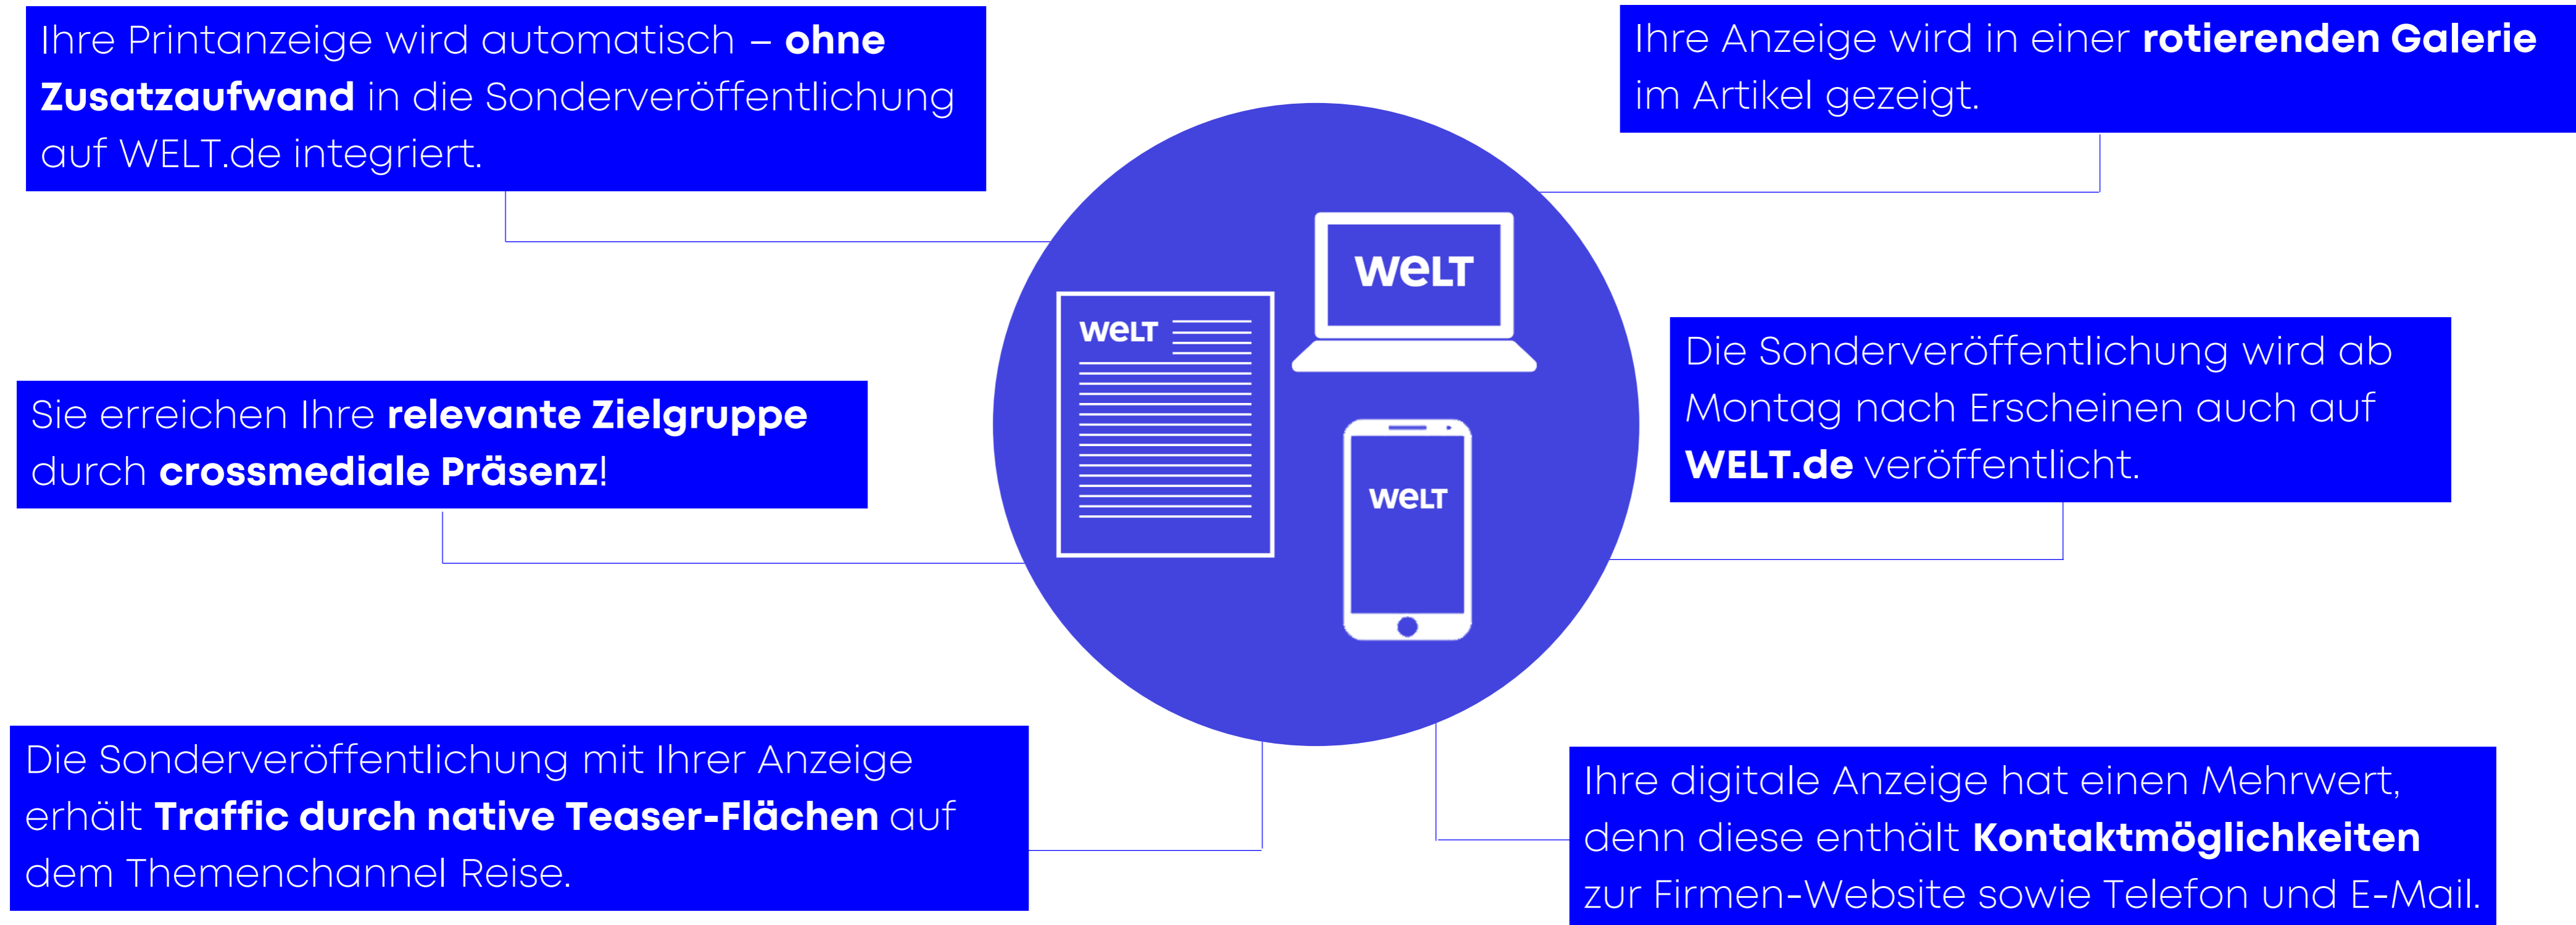 Ihre Printanzeige wird automatisch – ohne
Zusatzaufwand in die Sonderveröffentlichung
auf WELT.de integriert.
Ihre Anzeige wird in einer rotierenden Galerie
im Artikel gezeigt.
WELT
WELT
WELT
Sie erreichen Ihre relevante Zielgruppe
durch crossmediale Präsenz!
Die Sonderveröffentlichung wird ab
Montag nach Erscheinen auch auf
WELT.de veröffentlicht.
Die Sonderveröffentlichung mit Ihrer Anzeige
erhält Traffic durch native Teaser-Flächen auf
dem Themenchannel Reise.
Ihre digitale Anzeige hat einen Mehrwert,
denn diese enthält Kontaktmöglichkeiten
zur Firmen-Website sowie Telefon und E-Mail.